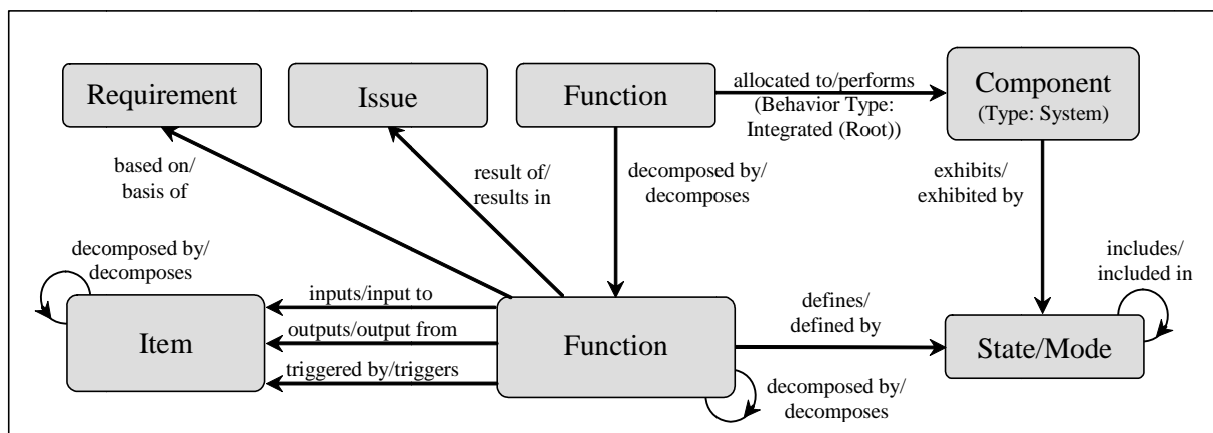 Requirement
Issue
Function
allocated to/performs
(Behavior Type:
Integrated (Root))
Component
(Type: System)
based on/
basis of
result of/
results in
decomposed by/
decomposes
exhibits/
exhibited by
decomposed by/
decomposes
includes/
included in
Item
inputs/input to
outputs/output from
triggered by/triggers
Function
defines/
defined by
State/Mode
decomposed by/
decomposes